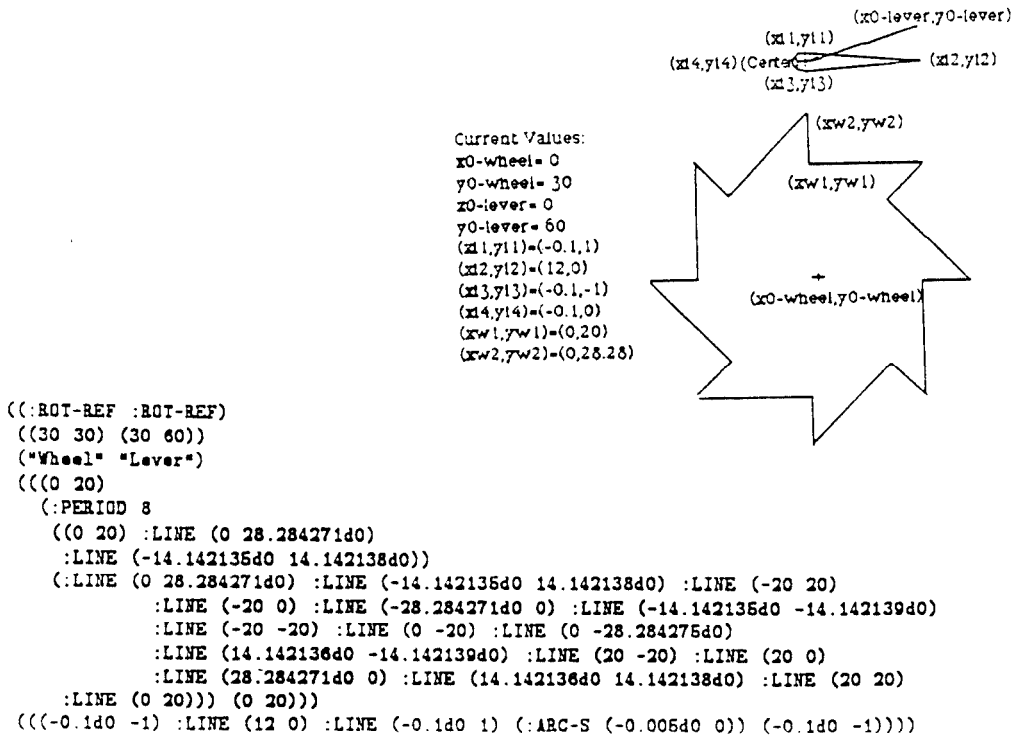 (x0-lever,y0-lever)
(xl1,yl1)
(xl4,yl4) (Center)
(xl2,yl2)
(xl3,yl3)
(xw2,yw2)
(xw1,yw1)
(x0-wheel,y0-wheel)
Current Values:
x0-wheel= 0
y0-wheel= 30
x0-lever= 0
y0-lever= 60
(xl1,yl1)=(-0.1,1)
(xl2,yl2)=(12,0)
(xl3,yl3)=(-0.1,-1)
(xl4,yl4)=(-0.1,0)
(xw1,yw1)=(0,20)
(xw2,yw2)=(0,28.28)
((:ROT-REF :ROT-REF)
((30 30) (30 60))
("Wheel" "Lever")
(((0 20)
(:PERIOD 8
((0 20) :LINE (0 28.284271d0)
:LINE (-14.142135d0 14.142138d0))
(:LINE (0 28.284271d0) :LINE (-14.142135d0 14.142138d0) :LINE (-20 20)
:LINE (-20 0) :LINE (-28.284271d0 0) :LINE (-14.142135d0 -14.142139d0)
:LINE (-20 -20) :LINE (0 -20) :LINE (0 -28.284275d0)
:LINE (14.142136d0 -14.142139d0) :LINE (20 -20) :LINE (20 0)
:LINE (28.284271d0 0) :LINE (14.142136d0 14.142138d0) :LINE (20 20)
:LINE (0 20))) (0 20)))
(((-0.1d0 -1) :LINE (12 0) :LINE (-0.1d0 1) (:ARC-S (-0.005d0 0)) (-0.1d0 -1))))